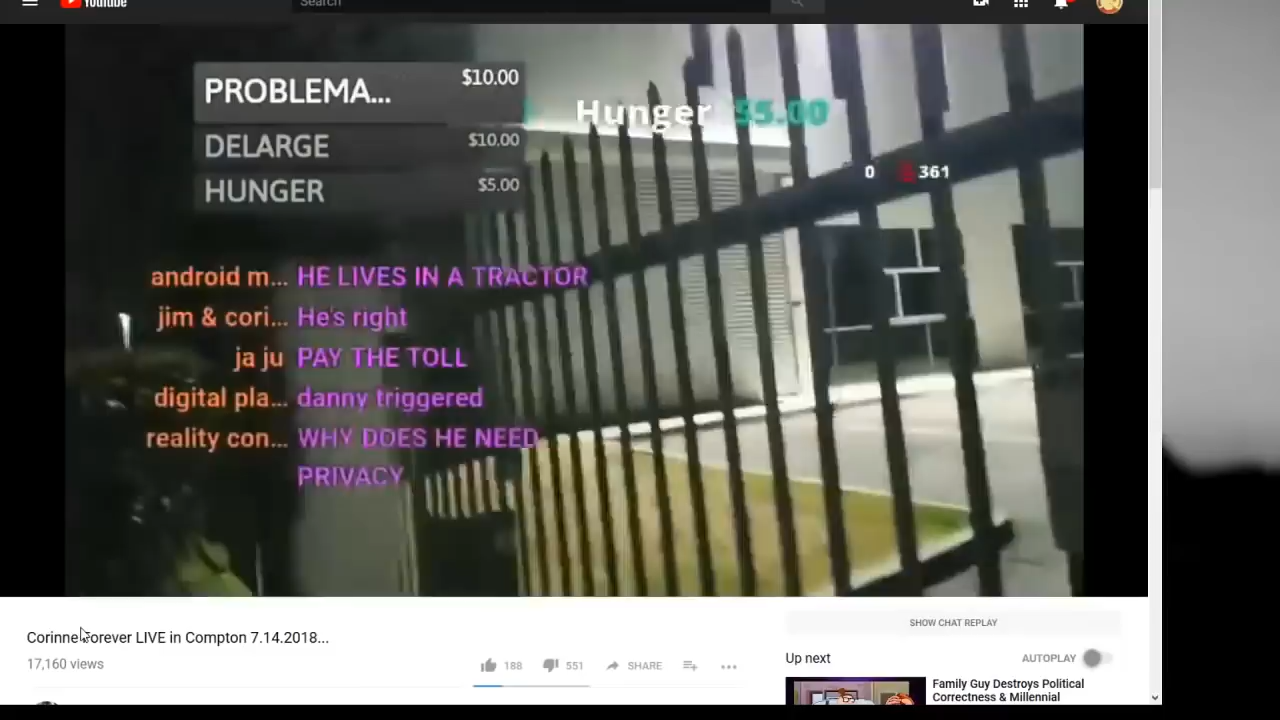 YouTube
Search
PROBLEMA... $10.00
Hunger $5.00
DELARGE $10.00
0 361
HUNGER $5.00
android m... HE LIVES IN A TRACTOR
jim & cori... He's right
ja ju PAY THE TOLL
digital pla... danny triggered
reality con... WHY DOES HE NEED
PRIVACY
SHOW CHAT REPLAY
Corinne Forever LIVE in Compton 7.14.2018...
17,160 views
188 551 SHARE
Up next AUTOPLAY
Family Guy Destroys Political
Correctness & Millennial